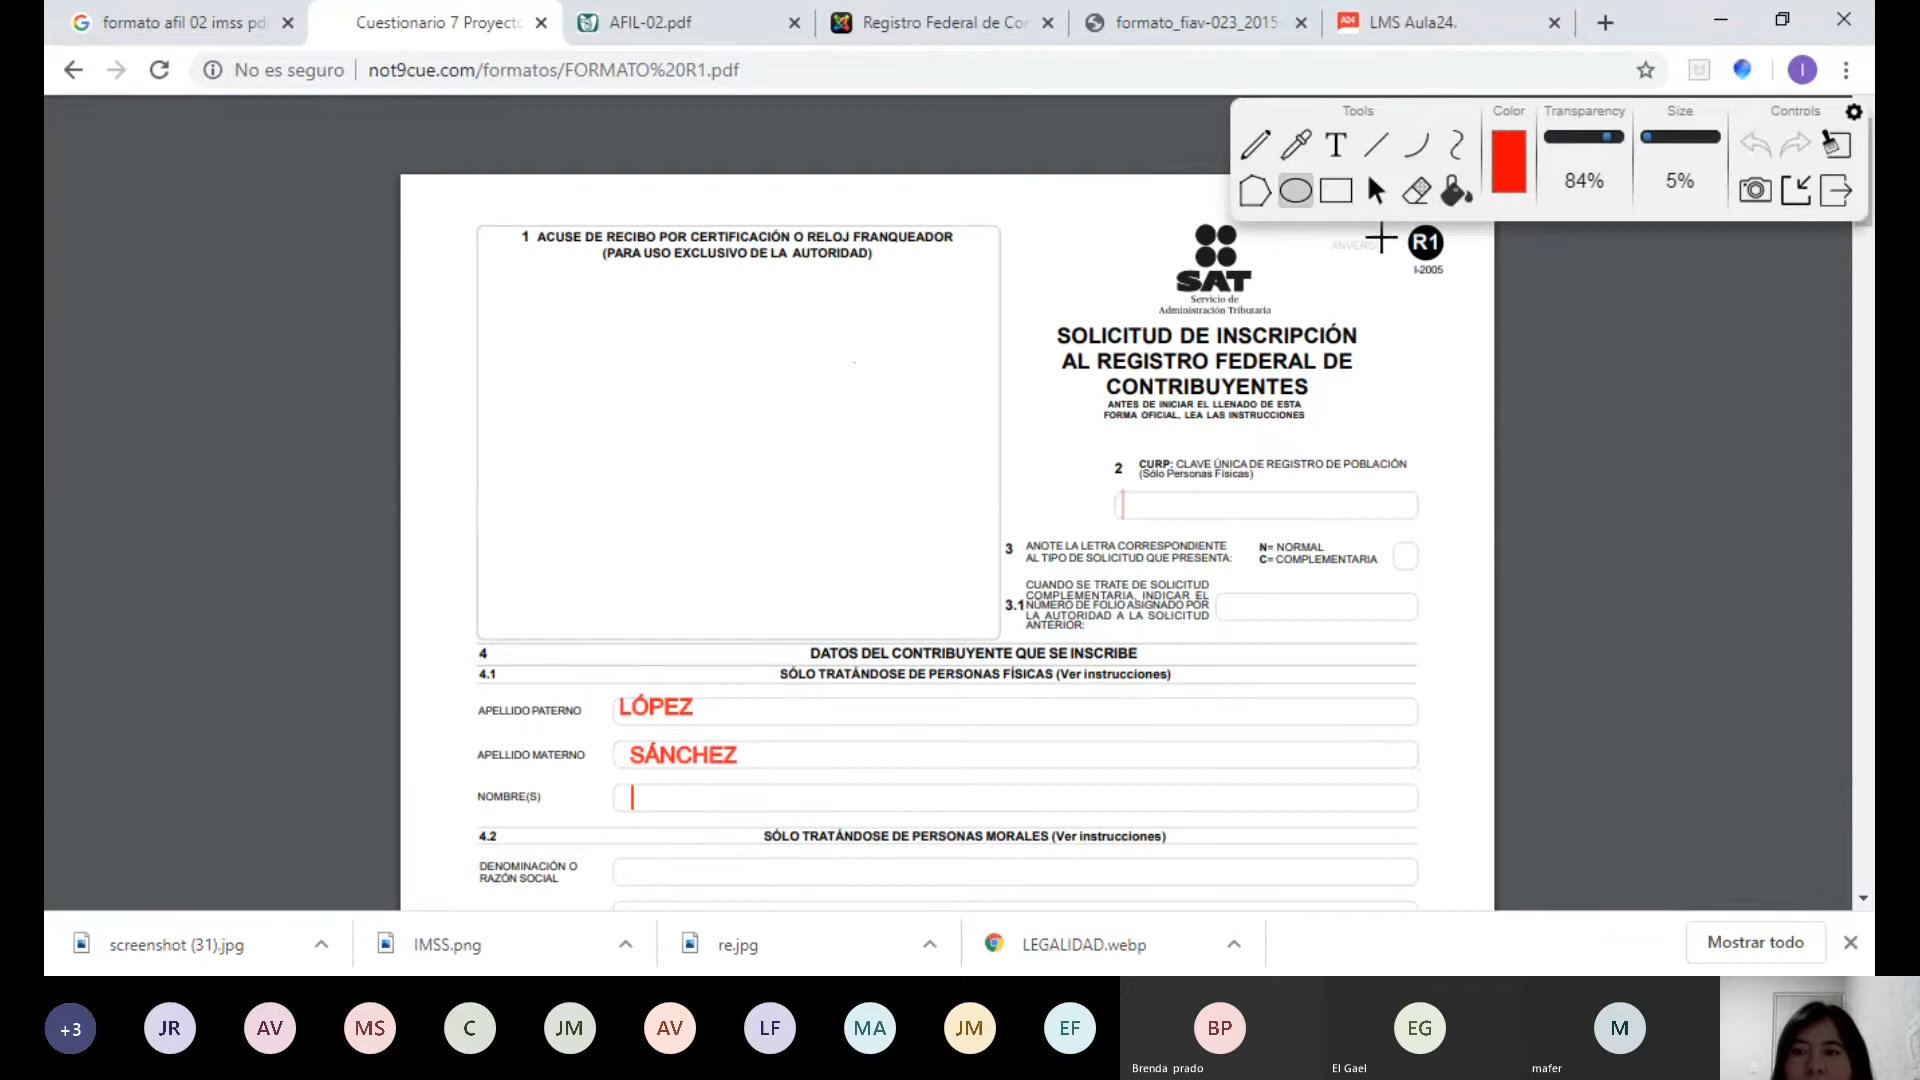 formato afil 02 imss pd
Cuestionario 7 Proyecto
AFIL-02.pdf
Registro Federal de Co
formato_fiav-023_2015
A24
LMS Aula24.
No es seguro
not9cue.com/formatos/FORMATO%20R1.pdf
I
Tools
Color
Transparency
Size
Controls
T
84%
5%
1 ACUSE DE RECIBO POR CERTIFICACIÓN O RELOJ FRANQUEADOR
(PARA USO EXCLUSIVO DE LA AUTORIDAD)
ANVERSO
R1
I-2005
SAT
Servicio de
Administración Tributaria
SOLICITUD DE INSCRIPCIÓN
AL REGISTRO FEDERAL DE
CONTRIBUYENTES
ANTES DE INICIAR EL LLENADO DE ESTA
FORMA OFICIAL, LEA LAS INSTRUCCIONES
2 CURP: CLAVE ÚNICA DE REGISTRO DE POBLACIÓN
(Sólo Personas Físicas)
3 ANOTE LA LETRA CORRESPONDIENTE
AL TIPO DE SOLICITUD QUE PRESENTA:
N= NORMAL
C= COMPLEMENTARIA
3.1 CUANDO SE TRATE DE SOLICITUD
COMPLEMENTARIA, INDICAR EL
NÚMERO DE FOLIO ASIGNADO POR
LA AUTORIDAD A LA SOLICITUD
ANTERIOR:
4 DATOS DEL CONTRIBUYENTE QUE SE INSCRIBE
4.1 SÓLO TRATÁNDOSE DE PERSONAS FÍSICAS (Ver instrucciones)
APELLIDO PATERNO LÓPEZ
APELLIDO MATERNO SÁNCHEZ
NOMBRE(S)
4.2 SÓLO TRATÁNDOSE DE PERSONAS MORALES (Ver instrucciones)
DENOMINACIÓN O
RAZÓN SOCIAL
screenshot (31).jpg
IMSS.png
re.jpg
LEGALIDAD.webp
Mostrar todo
+3
JR
AV
MS
C
JM
AV
LF
MA
JM
EF
BP
EG
M
Brenda prado
El Gael
mafer